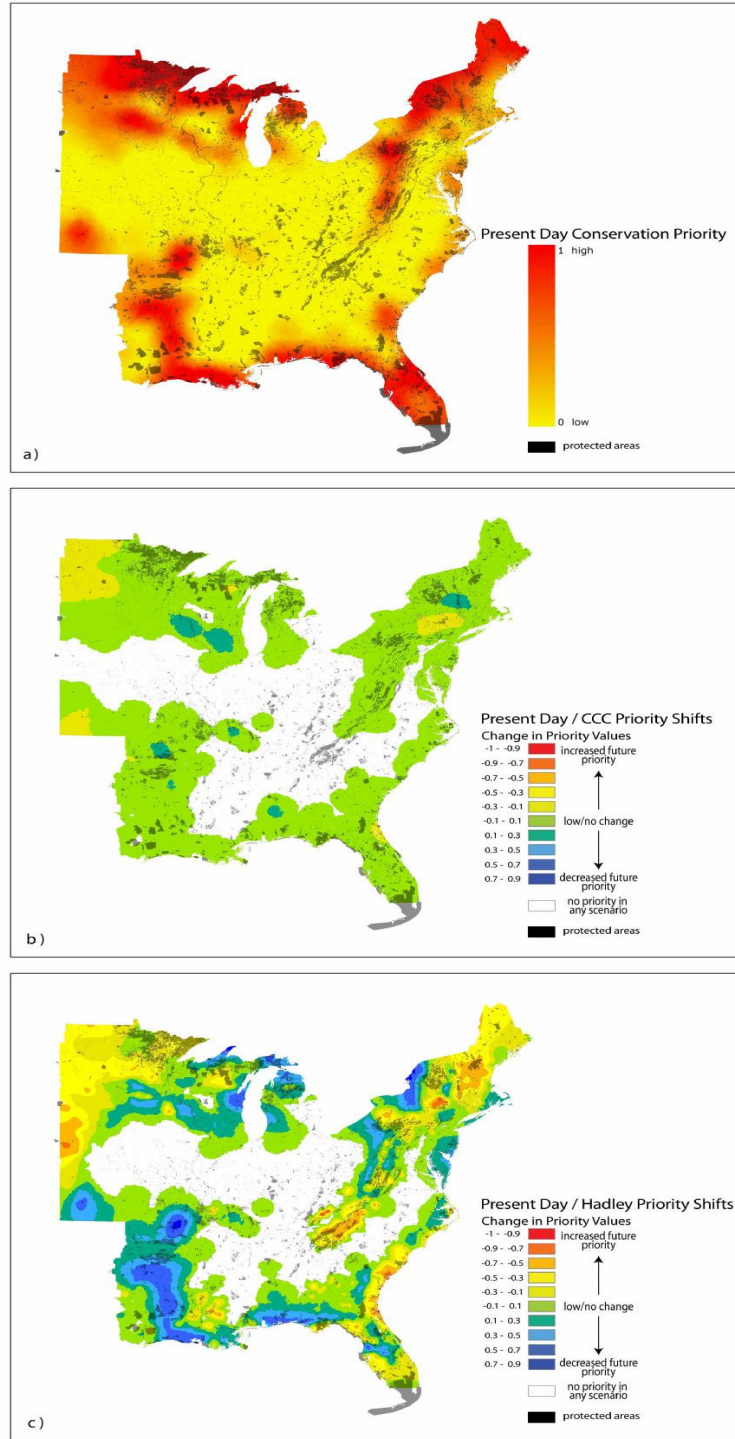 Present Day Conservation Priority
1 high
0 low
protected areas
a)
Present Day / CCC Priority Shifts
Change in Priority Values
-1 - -0.9 increased future
priority
-0.9 - -0.7
-0.7 - -0.5
-0.5 - -0.3
-0.3 - -0.1
-0.1 - 0.1 low/no change
0.1 - 0.3
0.3 - 0.5
0.5 - 0.7
0.7 - 0.9 decreased future
priority
no priority in
any scenario
protected areas
b)
Present Day / Hadley Priority Shifts
Change in Priority Values
-1 - -0.9 increased future
priority
-0.9 - -0.7
-0.7 - -0.5
-0.5 - -0.3
-0.3 - -0.1
-0.1 - 0.1 low/no change
0.1 - 0.3
0.3 - 0.5
0.5 - 0.7
0.7 - 0.9 decreased future
priority
no priority in
any scenario
protected areas
c)